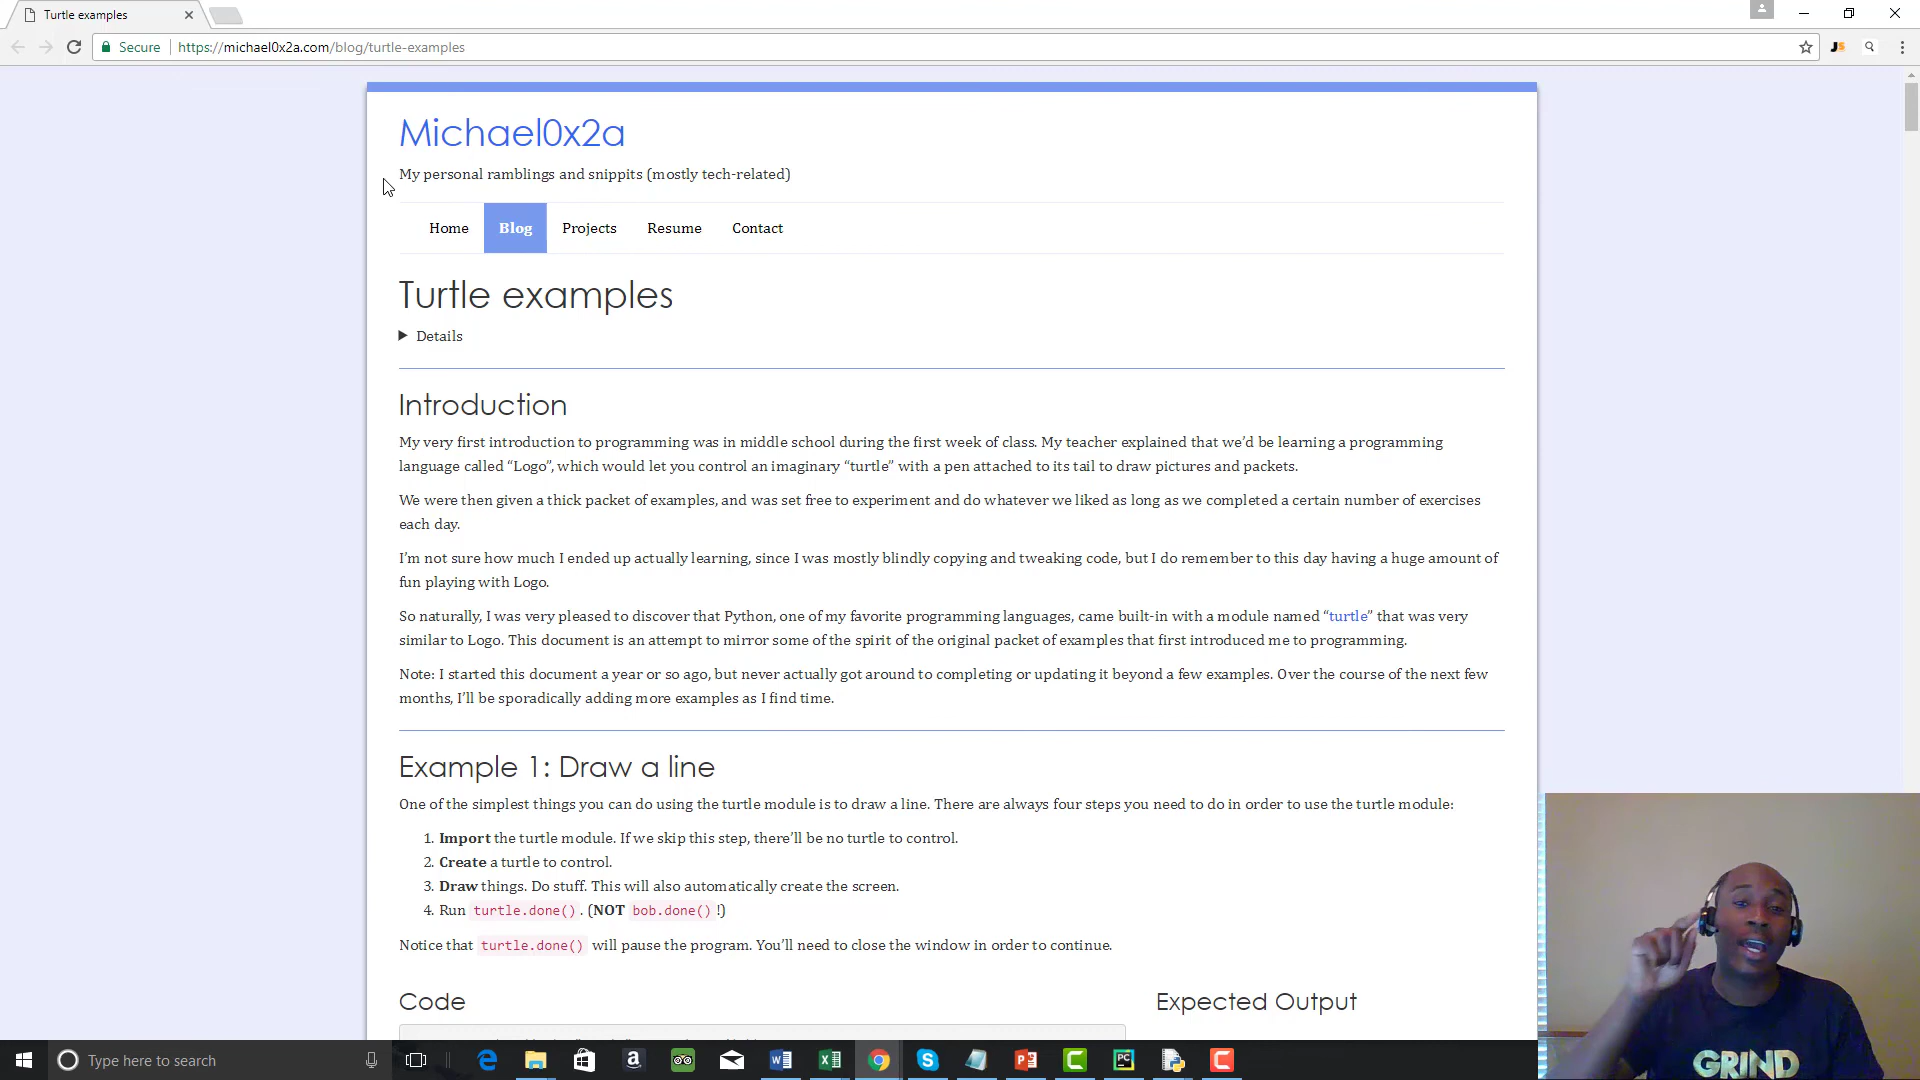 Turtle examples
Secure
https://michael0x2a.com/blog/turtle-examples
JS
Michael0x2a
My personal ramblings and snippits (mostly tech-related)
Home Blog Projects Resume Contact
Turtle examples
Details
Introduction
My very first introduction to programming was in middle school during the first week of class. My teacher explained that we’d be learning a programming
language called “Logo”, which would let you control an imaginary “turtle” with a pen attached to its tail to draw pictures and packets.
We were then given a thick packet of examples, and was set free to experiment and do whatever we liked as long as we completed a certain number of exercises
each day.
I’m not sure how much I ended up actually learning, since I was mostly blindly copying and tweaking code, but I do remember to this day having a huge amount of
fun playing with Logo.
So naturally, I was very pleased to discover that Python, one of my favorite programming languages, came built-in with a module named “turtle” that was very
similar to Logo. This document is an attempt to mirror some of the spirit of the original packet of examples that first introduced me to programming.
Note: I started this document a year or so ago, but never actually got around to completing or updating it beyond a few examples. Over the course of the next few
months, I’ll be sporadically adding more examples as I find time.
Example 1: Draw a line
One of the simplest things you can do using the turtle module is to draw a line. There are always four steps you need to do in order to use the turtle module:
1. Import the turtle module. If we skip this step, there’ll be no turtle to control.
2. Create a turtle to control.
3. Draw things. Do stuff. This will also automatically create the screen.
4. Run turtle.done(). (NOT bob.done() !)
Notice that turtle.done() will pause the program. You’ll need to close the window in order to continue.
Code
Expected Output
GRIND
Type here to search
PC